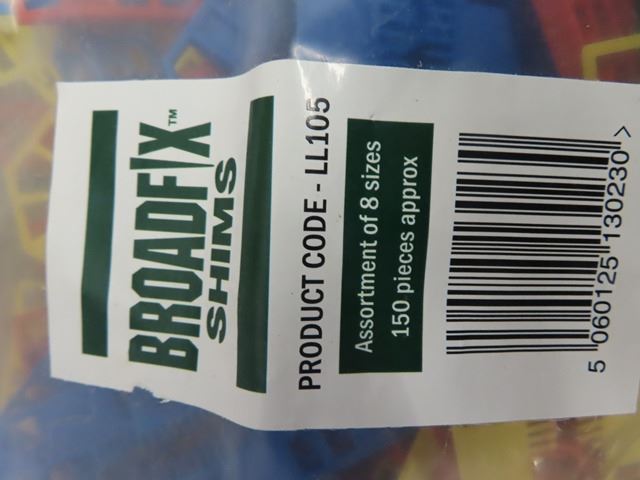 BROADFIX™
SHIMS
PRODUCT CODE - LL105
Assortment of 8 sizes
150 pieces approx
5 060125 130230 >